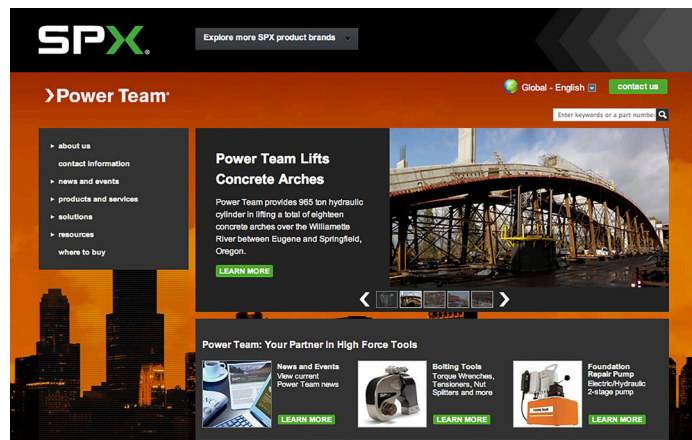 SPX®
Explore more SPX product brands
Power Team®
Global - English
contact us
Enter keywords or a part number
about us
contact information
news and events
products and services
solutions
resources
where to buy
Power Team Lifts
Concrete Arches
Power Team provides 965 ton hydraulic
cylinder in lifting a total of eighteen
concrete arches over the Willamette
River between Eugene and Springfield,
Oregon.
LEARN MORE
Power Team: Your Partner in High Force Tools
News and Events
View current
Power Team news
LEARN MORE
Bolting Tools
Torque Wrenches,
Tensioners, Nut
Splitters and more
LEARN MORE
Foundation
Repair Pump
Electric/Hydraulic
2-stage pump
LEARN MORE